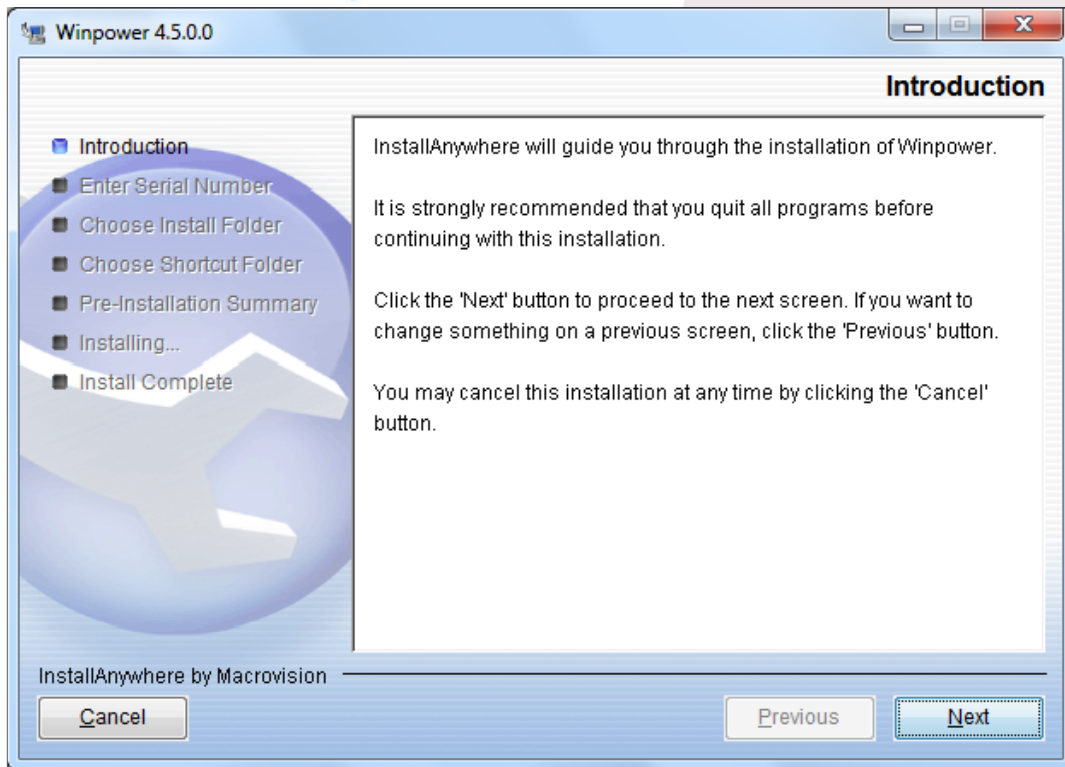 Winpower 4.5.0.0
Introduction
Introduction
Enter Serial Number
Choose Install Folder
Choose Shortcut Folder
Pre-Installation Summary
Installing...
Install Complete
InstallAnywhere will guide you through the installation of Winpower.
It is strongly recommended that you quit all programs before
continuing with this installation.
Click the 'Next' button to proceed to the next screen. If you want to
change something on a previous screen, click the 'Previous' button.
You may cancel this installation at any time by clicking the 'Cancel'
button.
InstallAnywhere by Macrovision
Cancel
Previous
Next